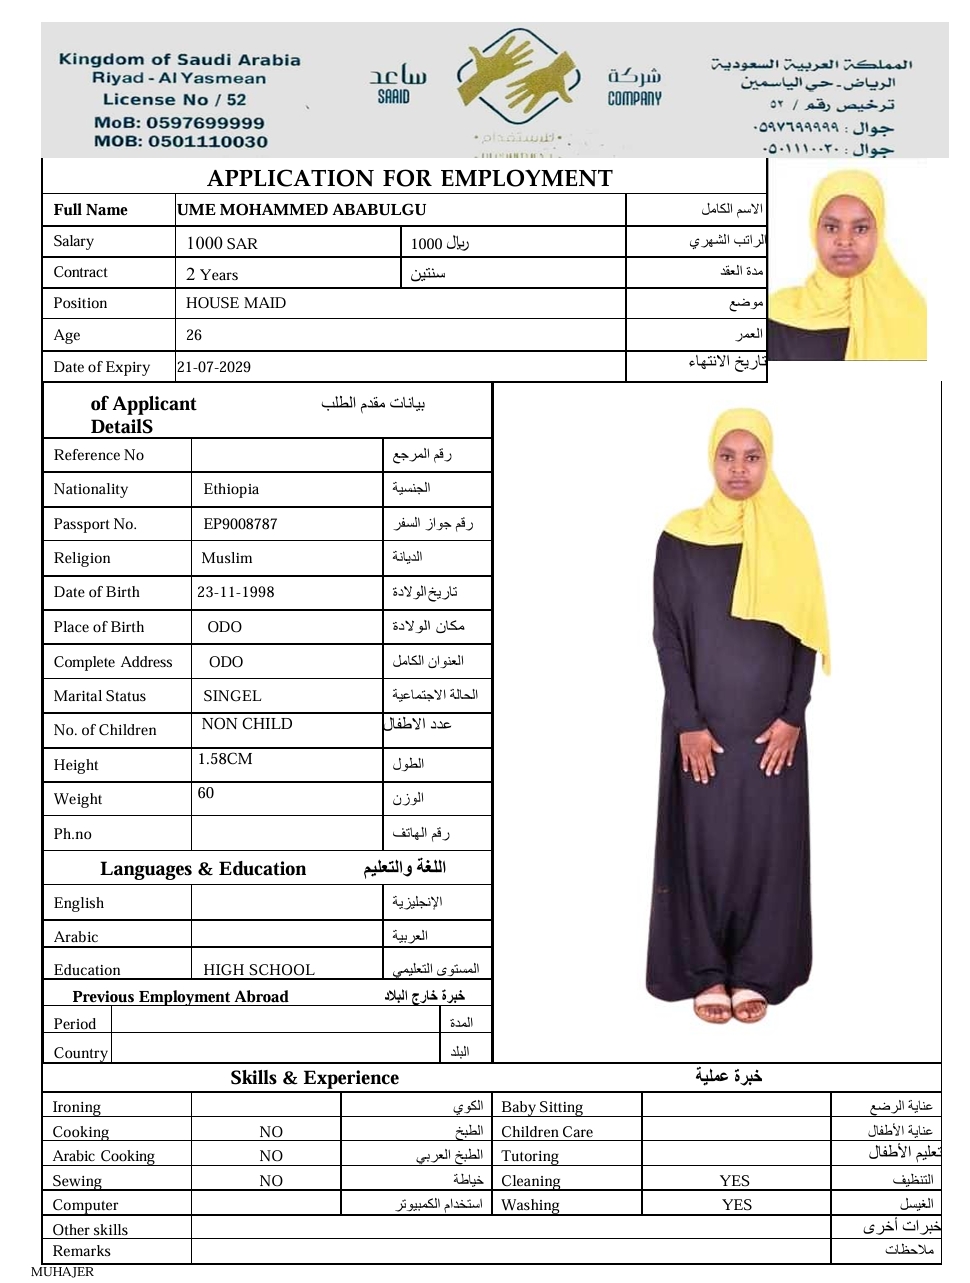 Kingdom of Saudi Arabia
Riyad - Al Yasmean
License No / 52
MoB: 0597699999
MOB: 0501110030
ساعد
SAAID
شركة
COMPANY
للاستقدام
المملكة العربية السعودية
الرياض - حي الياسمين
ترخيص رقم / ٥٢
جوال : ٠٥٩٧٦٩٩٩٩٩
جوال : ٠٥٠١١١٠٠٣٠
APPLICATION FOR EMPLOYMENT
Full Name UME MOHAMMED ABABULGU الاسم الكامل
Salary 1000 SAR 1000 ريال الراتب الشهري
Contract 2 Years سنتين مدة العقد
Position HOUSE MAID موضع
Age 26 العمر
Date of Expiry 21-07-2029 تاريخ الانتهاء
of Applicant بيانات مقدم الطلب
DetailS
Reference No رقم المرجع
Nationality Ethiopia الجنسية
Passport No. EP9008787 رقم جواز السفر
Religion Muslim الديانة
Date of Birth 23-11-1998 تاريخ الولادة
Place of Birth ODO مكان الولادة
Complete Address ODO العنوان الكامل
Marital Status SINGEL الحالة الاجتماعية
No. of Children NON CHILD عدد الاطفال
Height 1.58CM الطول
Weight 60 الوزن
Ph.no رقم الهاتف
Languages & Education اللغة والتعليم
English الإنجليزية
Arabic العربية
Education HIGH SCHOOL المستوى التعليمي
Previous Employment Abroad خبرة خارج البلاد
Period المدة
Country البلد
Skills & Experience خبرة عملية
Ironing الكوي Baby Sitting عناية الرضع
Cooking NO الطبخ Children Care عناية الأطفال
Arabic Cooking NO الطبخ العربي Tutoring تعليم الأطفال
Sewing NO خياطة Cleaning YES التنظيف
Computer استخدام الكمبيوتر Washing YES الغيسل
Other skills خبرات أخرى
Remarks ملاحظات
MUHAJER